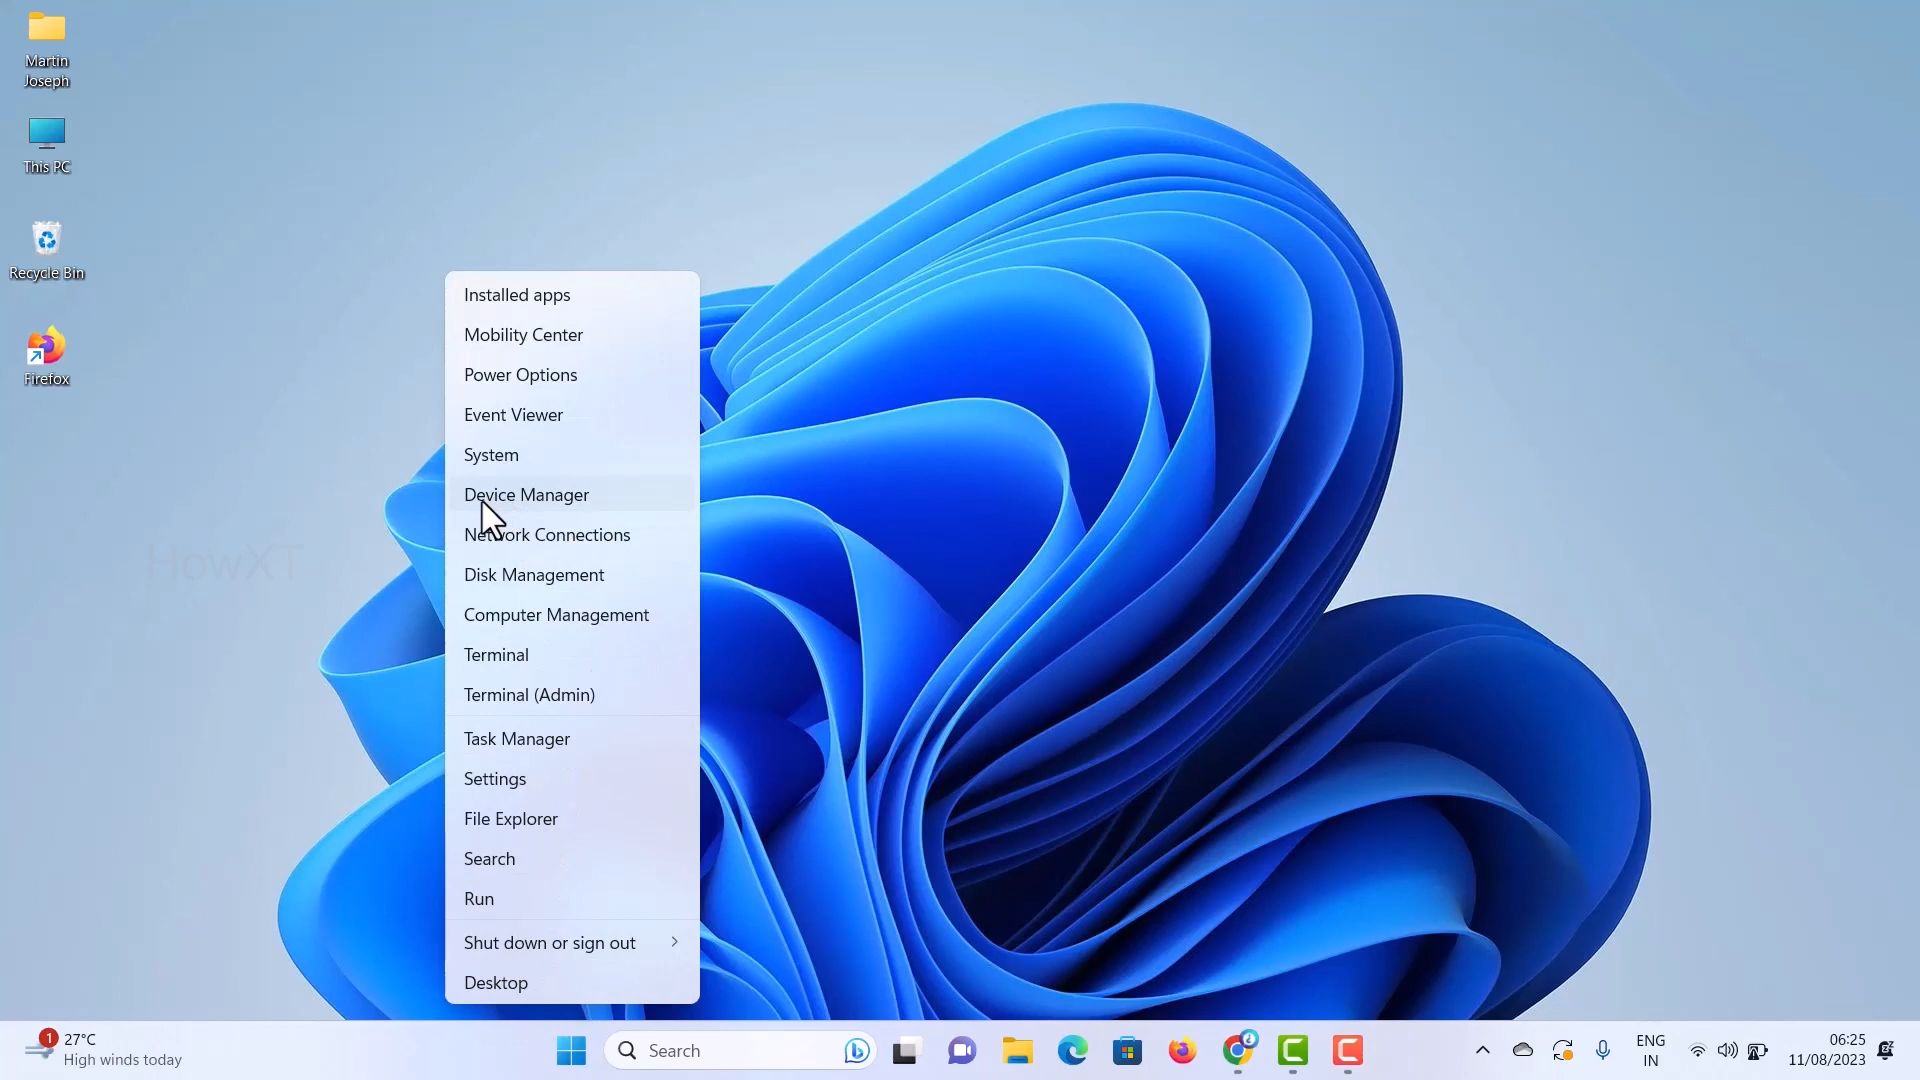 Martin
Joseph
This PC
Recycle Bin
Firefox
HowXT
Installed apps
Mobility Center
Power Options
Event Viewer
System
Device Manager
Network Connections
Disk Management
Computer Management
Terminal
Terminal (Admin)
Task Manager
Settings
File Explorer
Search
Run
Shut down or sign out
Desktop
1
27°C
High winds today
Search
ENG
IN
06:25
11/08/2023